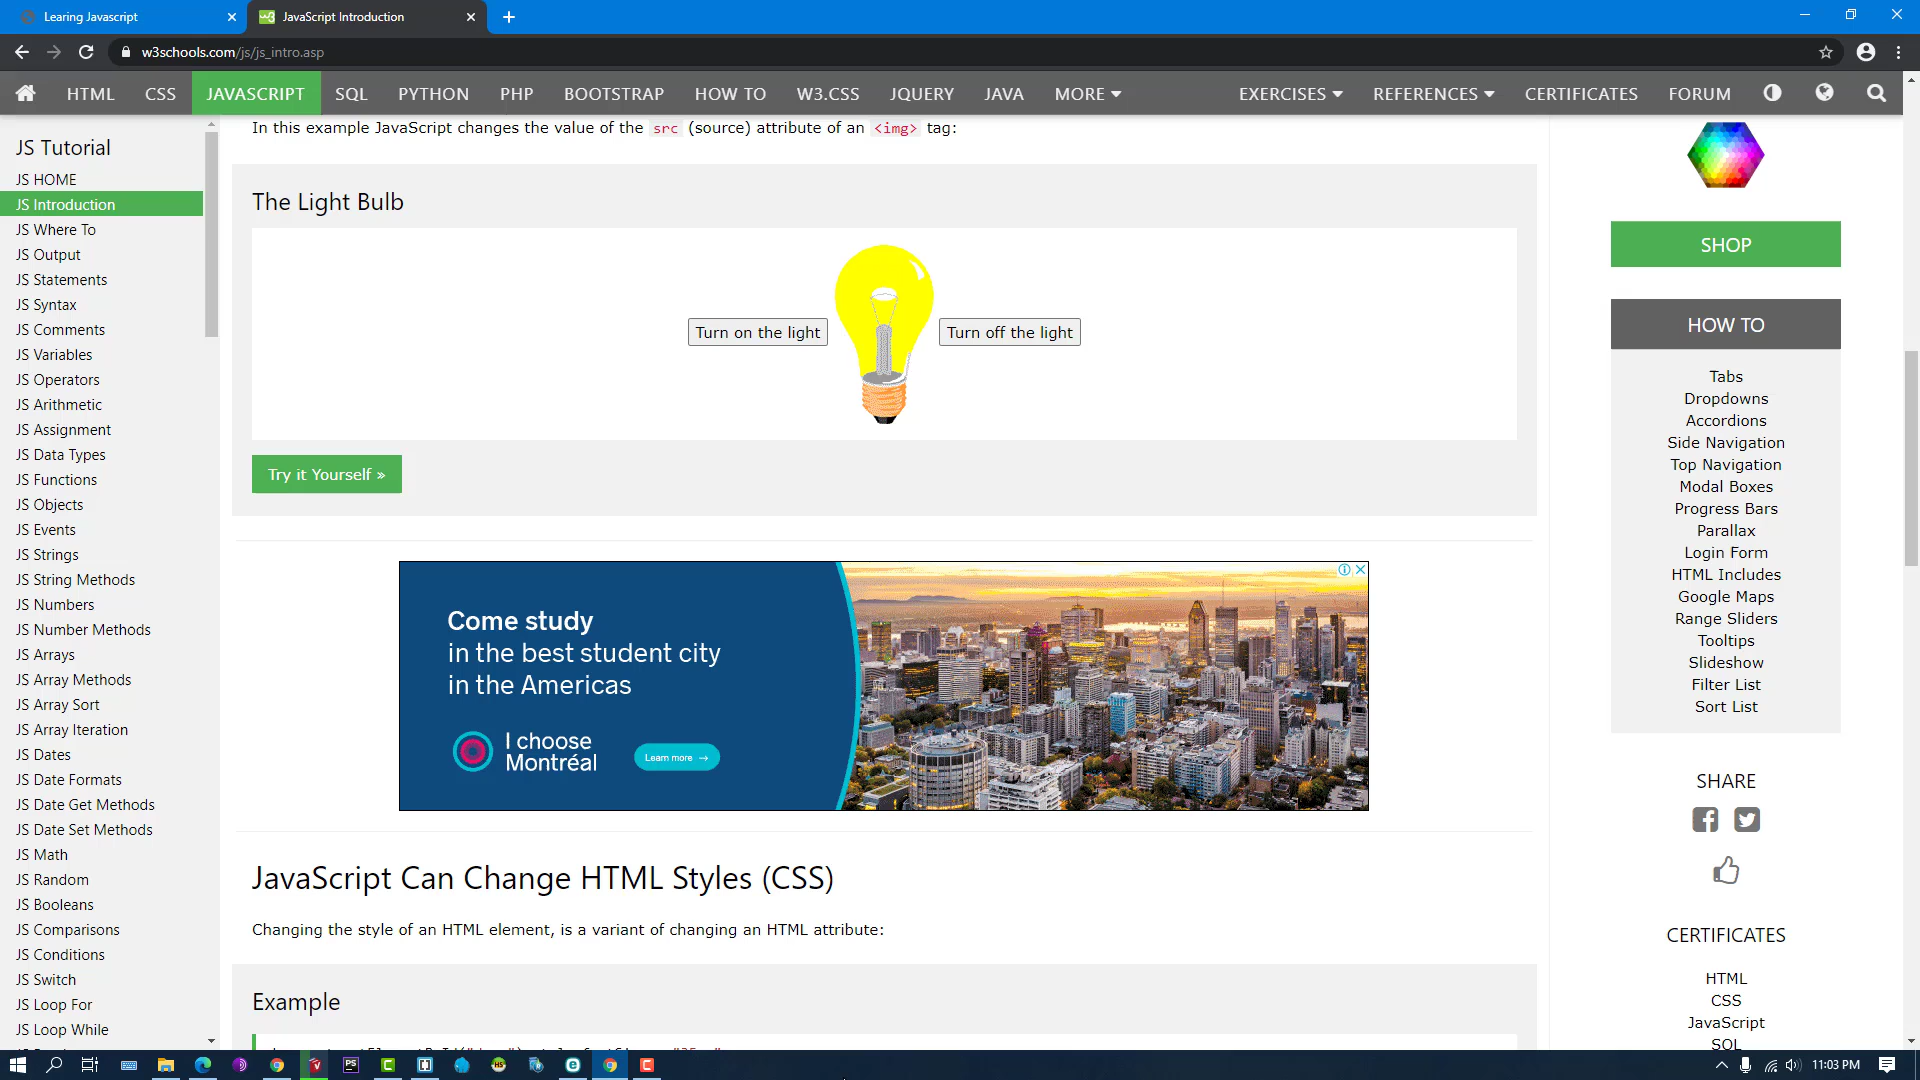 Learing Javascript
JavaScript Introduction
w3schools.com/js/js_intro.asp
HTML CSS JAVASCRIPT SQL PYTHON PHP BOOTSTRAP HOW TO W3.CSS JQUERY JAVA MORE EXERCISES REFERENCES CERTIFICATES FORUM
JS Tutorial
JS HOME
JS Introduction
JS Where To
JS Output
JS Statements
JS Syntax
JS Comments
JS Variables
JS Operators
JS Arithmetic
JS Assignment
JS Data Types
JS Functions
JS Objects
JS Events
JS Strings
JS String Methods
JS Numbers
JS Number Methods
JS Arrays
JS Array Methods
JS Array Sort
JS Array Iteration
JS Dates
JS Date Formats
JS Date Get Methods
JS Date Set Methods
JS Math
JS Random
JS Booleans
JS Comparisons
JS Conditions
JS Switch
JS Loop For
JS Loop While
In this example JavaScript changes the value of the src (source) attribute of an <img> tag:
The Light Bulb
Turn on the light
Turn off the light
Try it Yourself »
Come study
in the best student city
in the Americas
I choose
Montréal
Learn more →
JavaScript Can Change HTML Styles (CSS)
Changing the style of an HTML element, is a variant of changing an HTML attribute:
Example
SHOP
HOW TO
Tabs
Dropdowns
Accordions
Side Navigation
Top Navigation
Modal Boxes
Progress Bars
Parallax
Login Form
HTML Includes
Google Maps
Range Sliders
Tooltips
Slideshow
Filter List
Sort List
SHARE
CERTIFICATES
HTML
CSS
JavaScript
SQL
11:03 PM